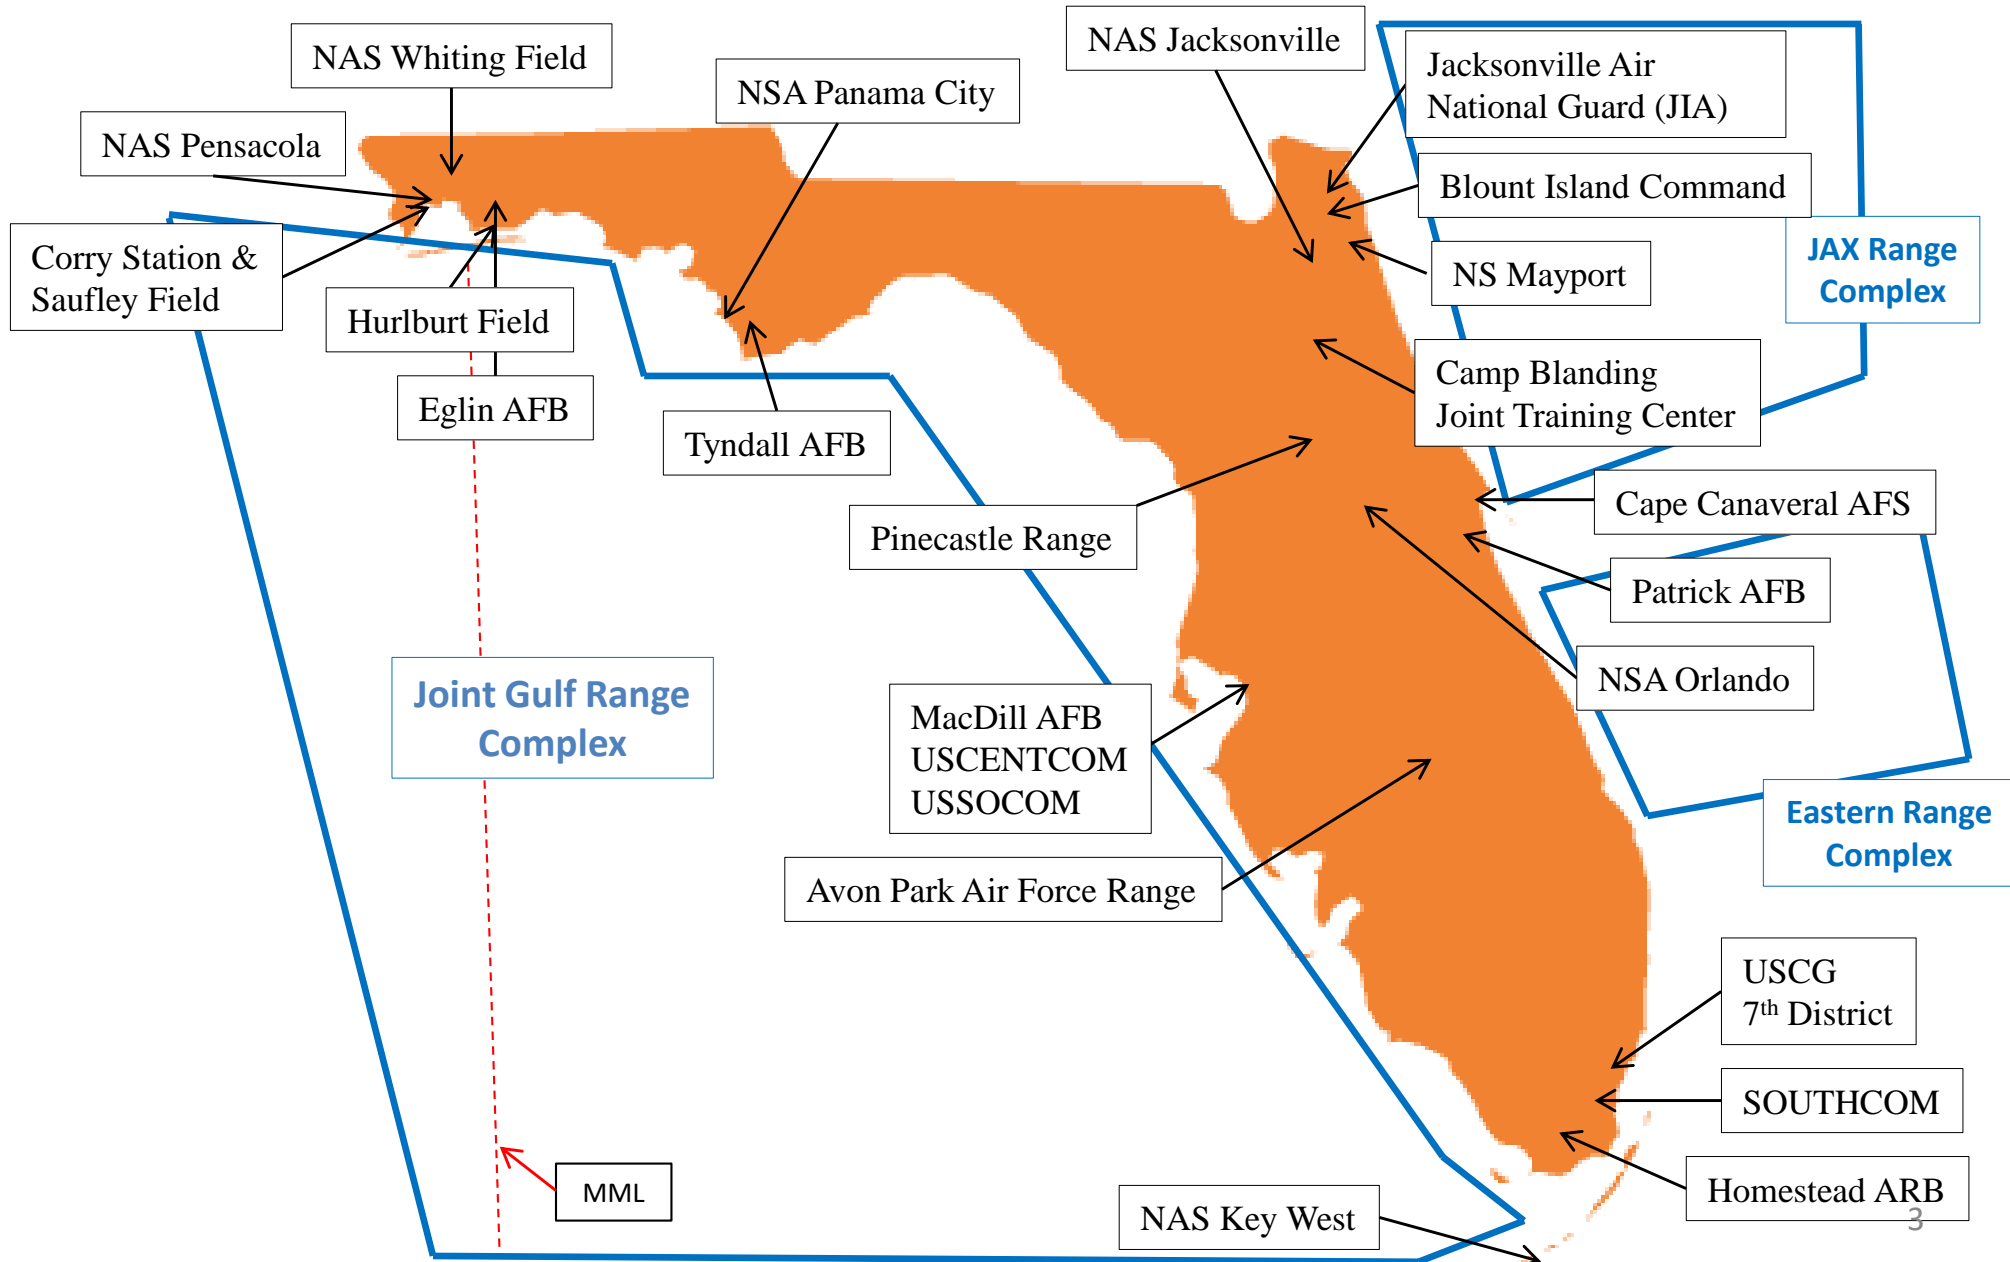 NAS Whiting Field
NAS Jacksonville
Jacksonville Air
National Guard (JIA)
NSA Panama City
NAS Pensacola
Blount Island Command
Corry Station &
Saufley Field
JAX Range
Complex
NS Mayport
Hurlburt Field
Eglin AFB
Camp Blanding
Joint Training Center
Tyndall AFB
Cape Canaveral AFS
Pinecastle Range
Patrick AFB
NSA Orlando
Joint Gulf Range
Complex
MacDill AFB
USCENTCOM
USSOCOM
Eastern Range
Complex
Avon Park Air Force Range
USCG
7th District
SOUTHCOM
MML
Homestead ARB
NAS Key West
3